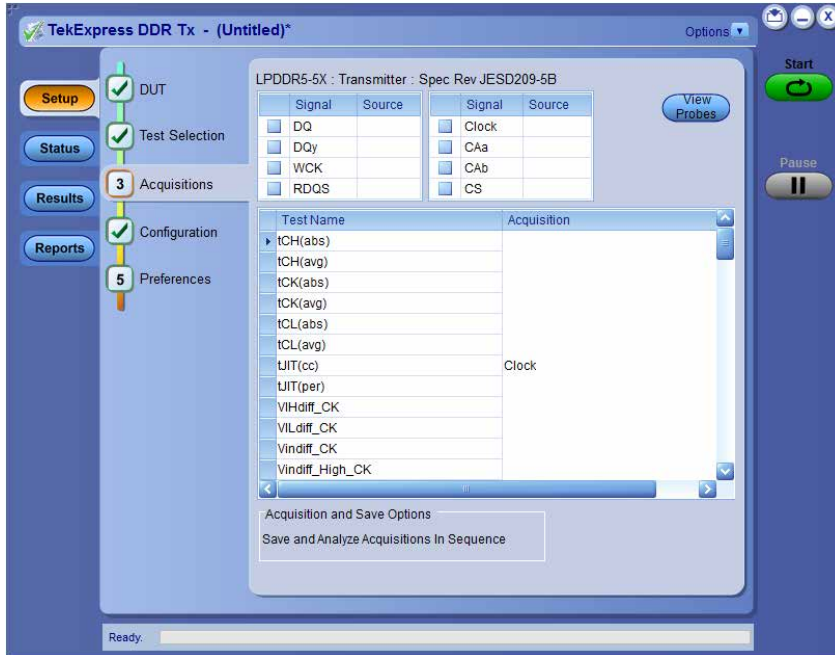 TekExpress DDR Tx - (Untitled)*
Options
Start
Pause
Setup
Status
Results
Reports
DUT
Test Selection
3 Acquisitions
Configuration
5 Preferences
LPDDR5-5X : Transmitter : Spec Rev JESD209-5B
Signal Source
DQ
DQy
WCK
RDQS
Signal Source
Clock
CAa
CAb
CS
View Probes
Test Name Acquisition
tCH(abs)
tCH(avg)
tCK(abs)
tCK(avg)
tCL(abs)
tCL(avg)
tJIT(cc) Clock
tJIT(per)
VIHdiff_CK
VILdiff_CK
Vindiff_CK
Vindiff_High_CK
Acquisition and Save Options
Save and Analyze Acquisitions In Sequence
Ready.